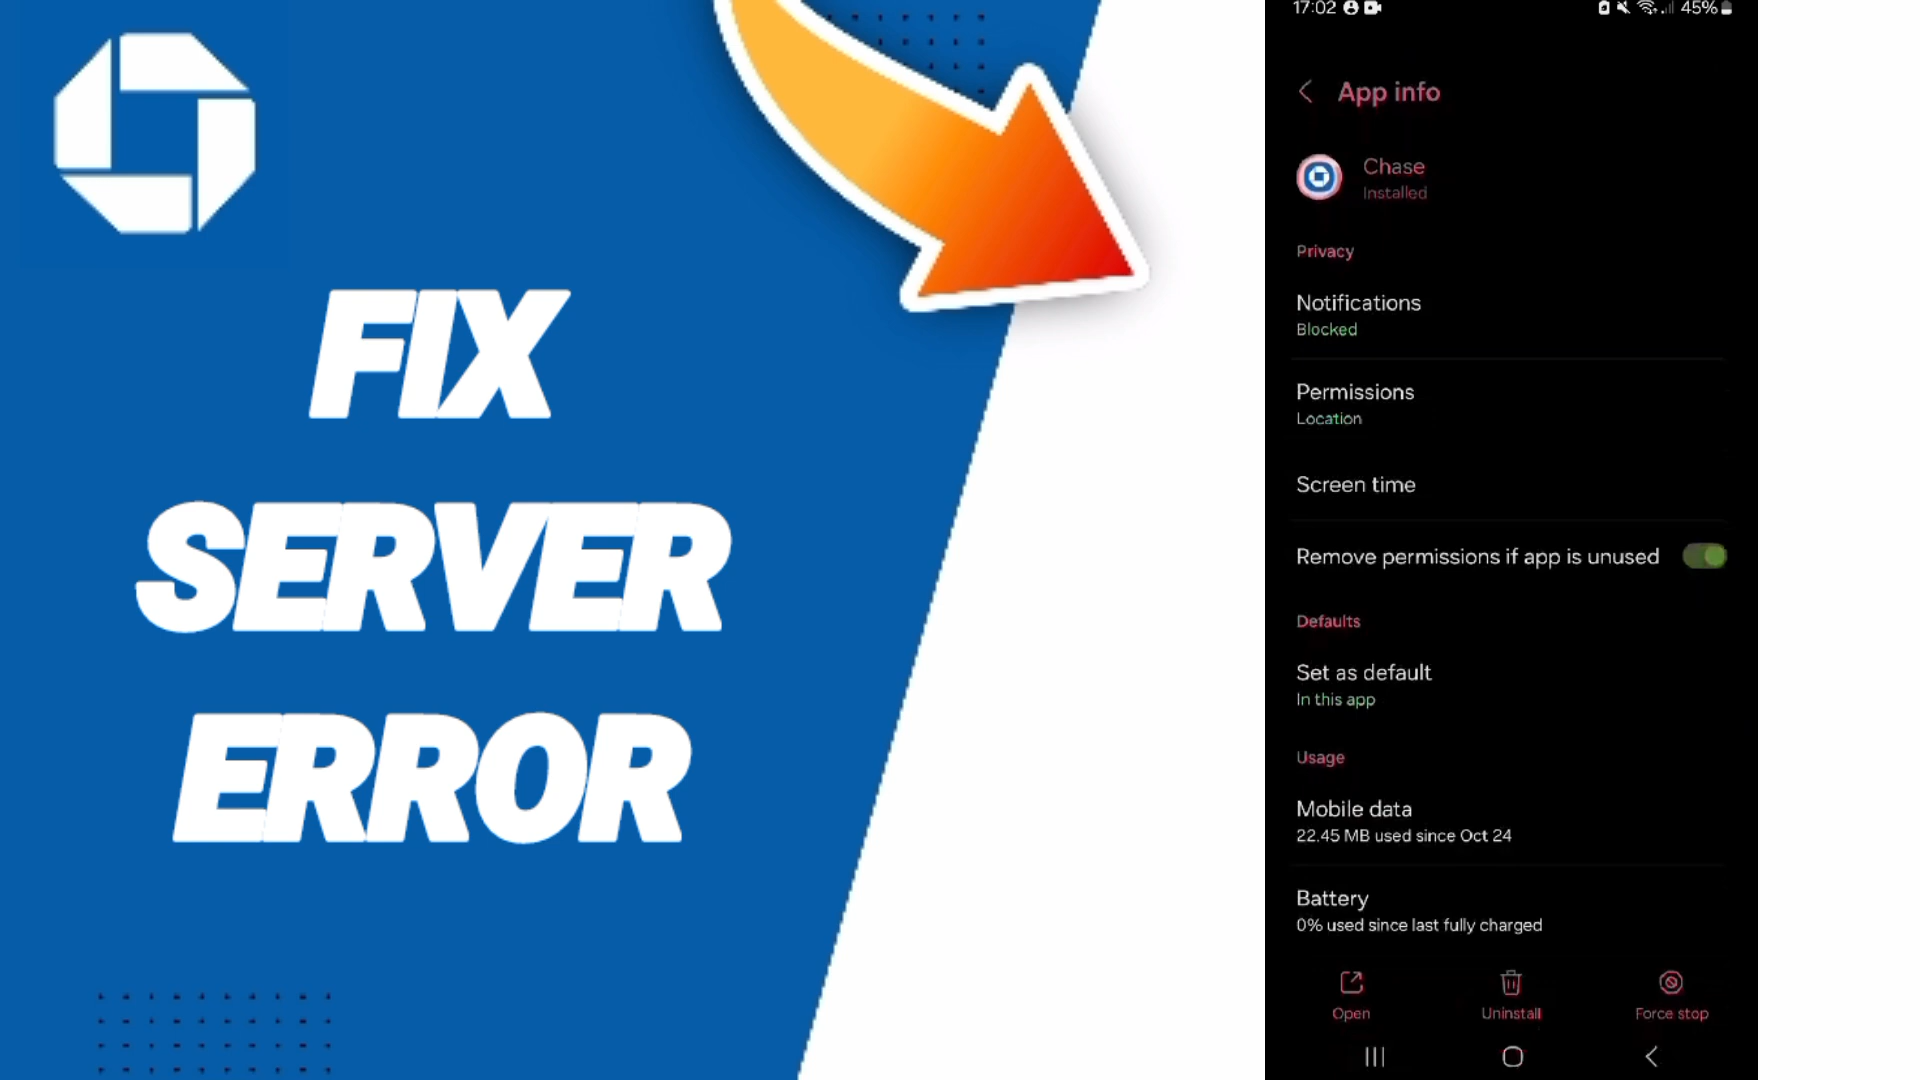 FIX
SERVER
ERROR
17:02
45%
App info
Chase
Installed
Privacy
Notifications
Blocked
Permissions
Location
Screen time
Remove permissions if app is unused
Defaults
Set as default
In this app
Usage
Mobile data
22.45 MB used since Oct 24
Battery
0% used since last fully charged
Open
Uninstall
Force stop